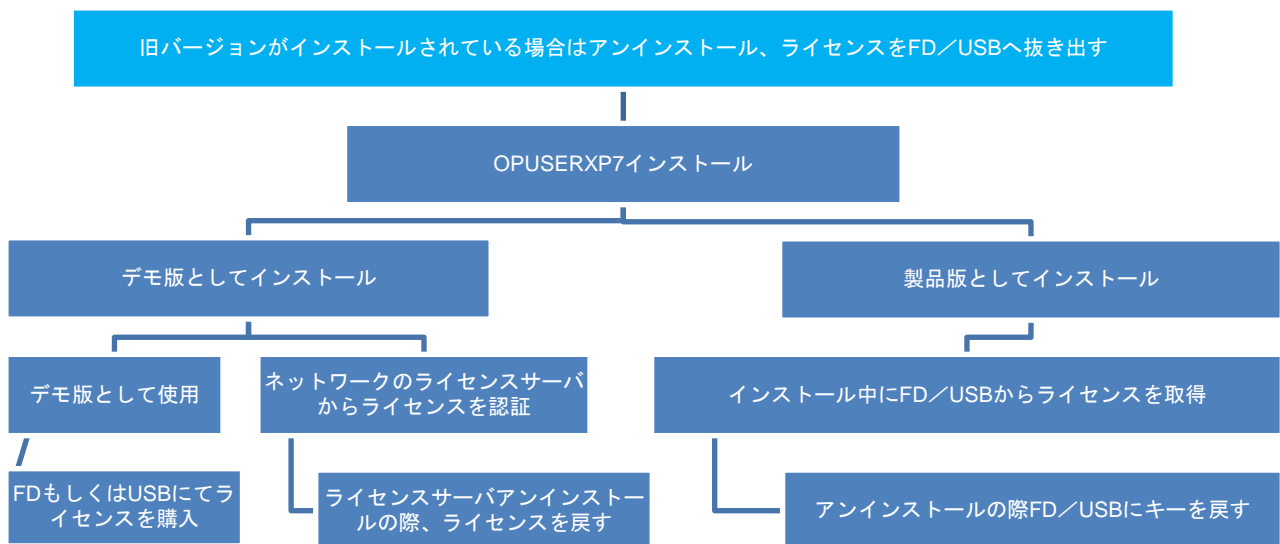 旧バージョンがインストールされている場合はアンインストール、ライセンスをFD／USBへ抜き出す
OPUSERXP7インストール
デモ版としてインストール
製品版としてインストール
デモ版として使用
ネットワークのライセンスサーバ
からライセンスを認証
インストール中にFD／USBからライセンスを取得
FDもしくはUSBにてラ
イセンスを購入
ライセンスサーバアンインストー
ルの際、ライセンスを戻す
アンインストールの際FD／USBにキーを戻す